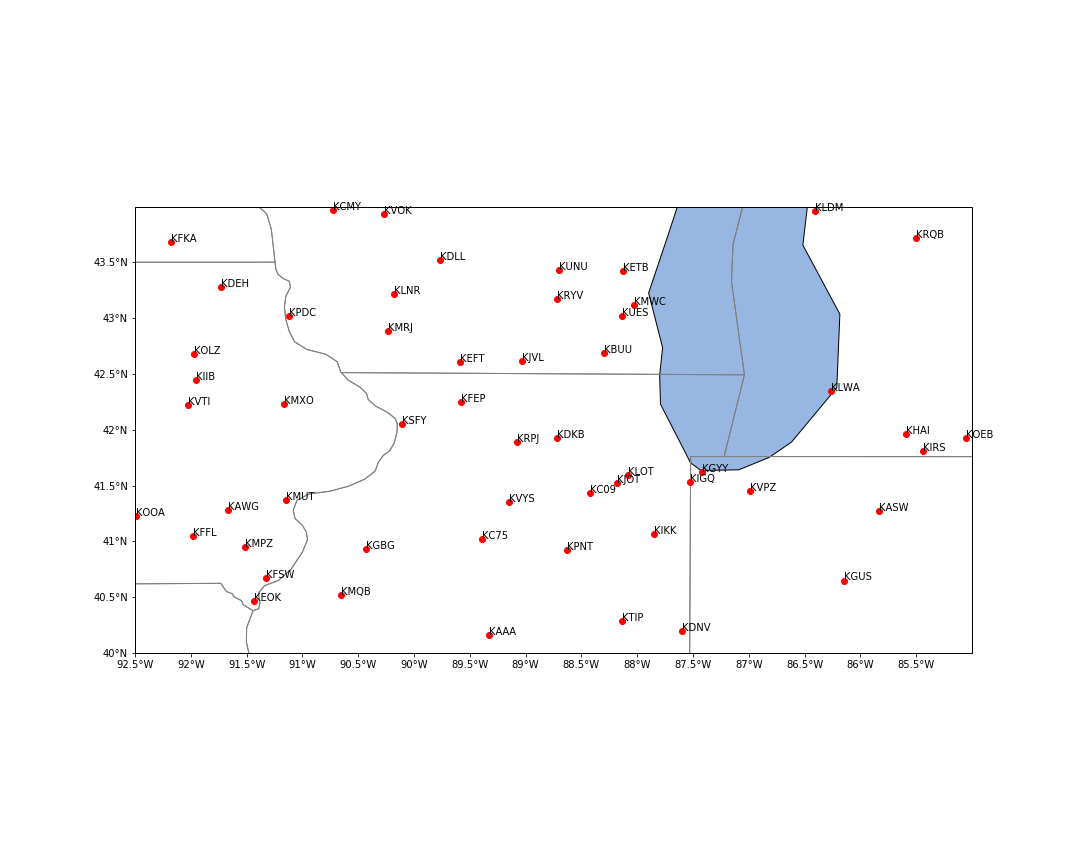 KCMY
KVOK
KLDM
KFKA
KRQB
KDLL
KUNU
KETB
43.5°N
KDEH
KLNR
KRYV
KMWC
KPDC
KUES
43°N
KMRJ
KOLZ
KEFT
KJVL
KBUU
42.5°N
KIIB
KLWA
KVTI
KMXO
KFEP
KSFY
42°N
KRPJ
KDKB
KHAI
KOEB
KIRS
KLOT
KGYY
KJOT
KIGQ
41.5°N
KMUT
KVYS
KC09
KVPZ
KOOA
KAWG
KASW
KFFL
KMPZ
KGBG
KC75
KPNT
KIKK
41°N
KFSW
KGUS
KEOK
KMQB
40.5°N
KAAA
KTIP
KDNV
40°N
92.5°W 92°W 91.5°W 91°W 90.5°W 90°W 89.5°W 89°W 88.5°W 88°W 87.5°W 87°W 86.5°W 86°W 85.5°W